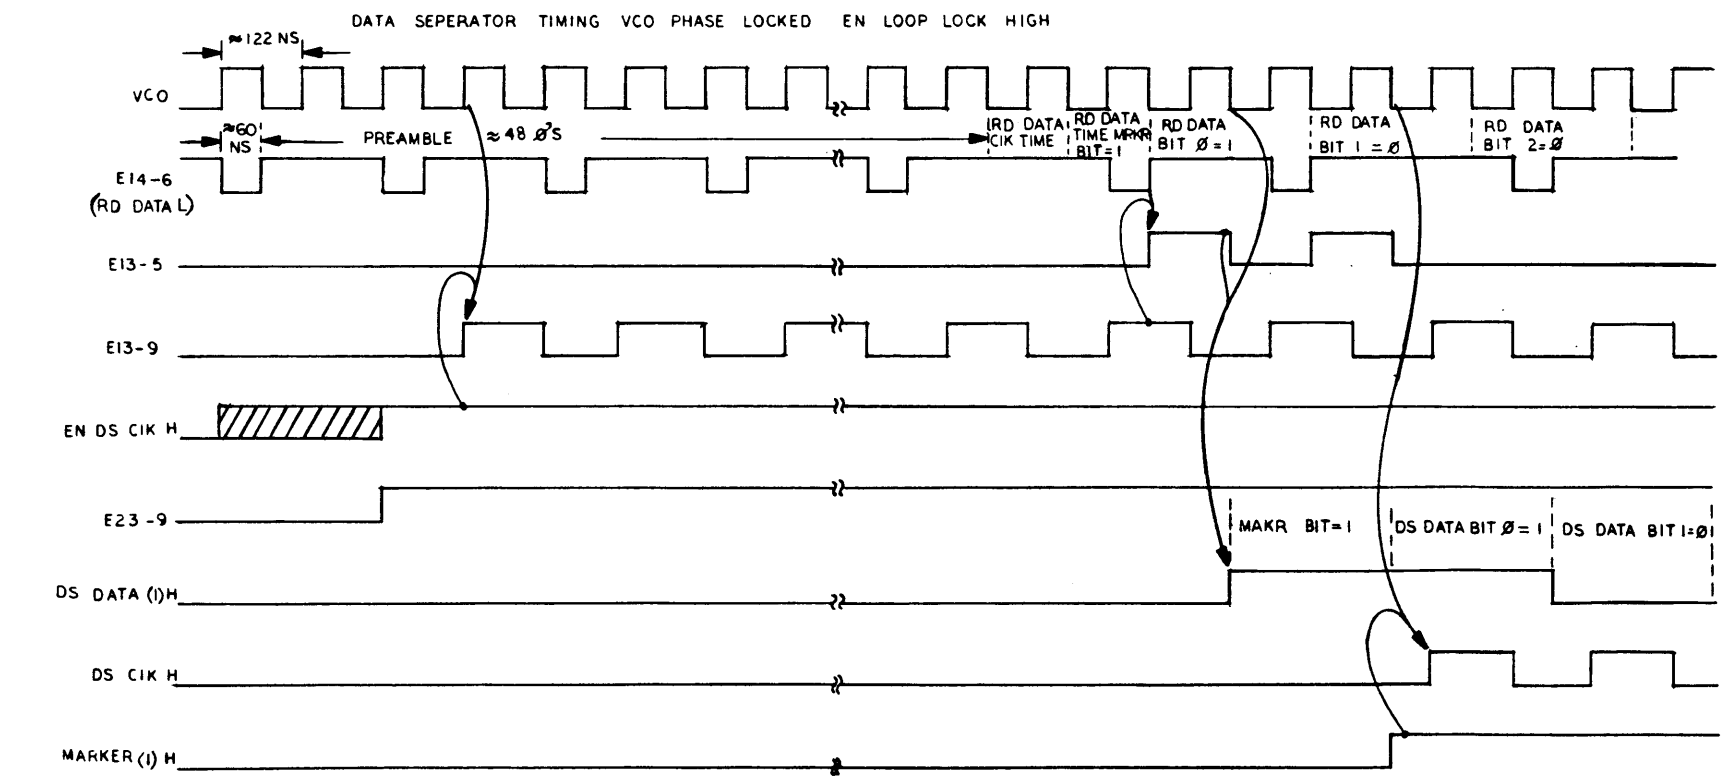 DATA SEPERATOR TIMING VCO PHASE LOCKED EN LOOP LOCK HIGH
≈122 NS
VCO
≈60
NS
PREAMBLE ≈48 Ø'S
RD DATA
CIK TIME
RD DATA
TIME MRKR
BIT=1
RD DATA
BIT Ø=1
RD DATA
BIT 1=Ø
RD DATA
BIT 2=Ø
E14-6
(RD DATA L)
E13-5
E13-9
EN DS CIK H
E23-9
MAKR BIT=1
DS DATA BIT Ø=1
DS DATA BIT 1=Ø
DS DATA (1) H
DS CIK H
MARKER (1) H